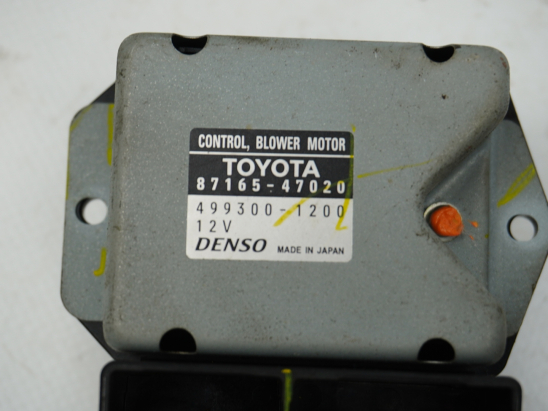 CONTROL, BLOWER MOTOR
TOYOTA
87165-47020
499300-1200
12V
DENSO MADE IN JAPAN